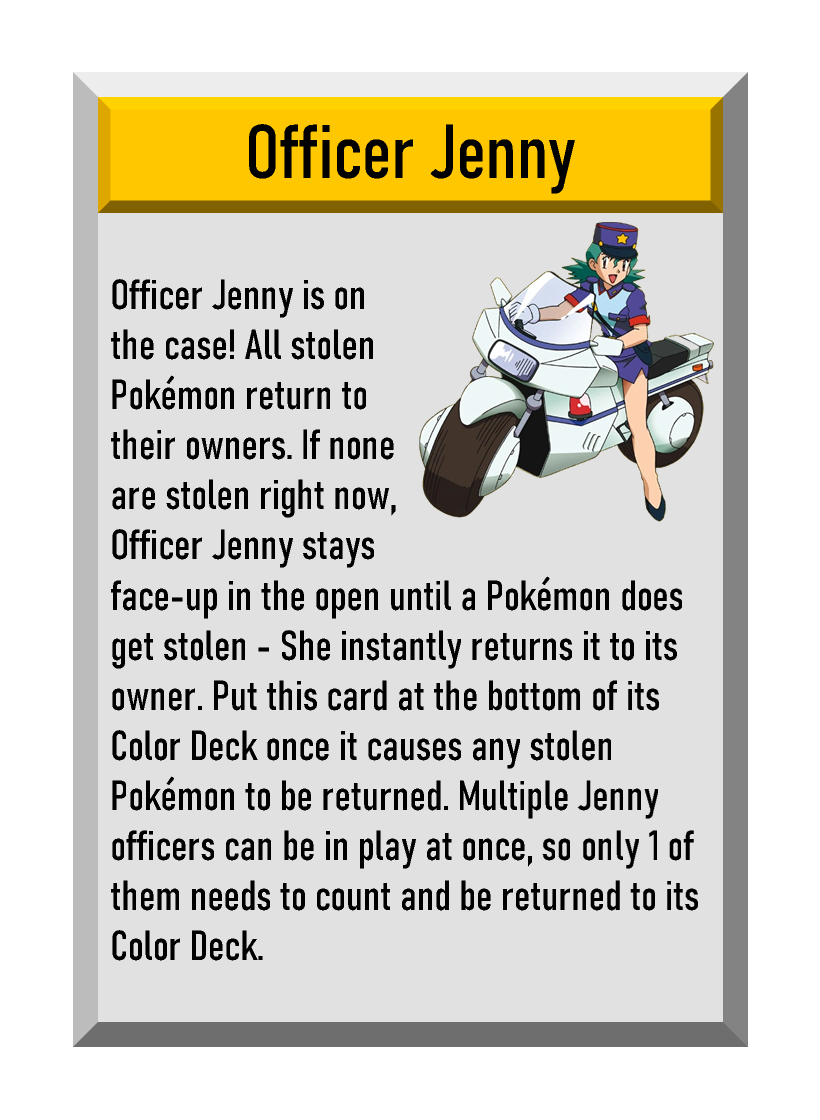 Officer Jenny
Officer Jenny is on
the case! All stolen
Pokémon return to
their owners. If none
are stolen right now,
Officer Jenny stays
face-up in the open until a Pokémon does
get stolen - She instantly returns it to its
owner. Put this card at the bottom of its
Color Deck once it causes any stolen
Pokémon to be returned. Multiple Jenny
officers can be in play at once, so only 1 of
them needs to count and be returned to its
Color Deck.